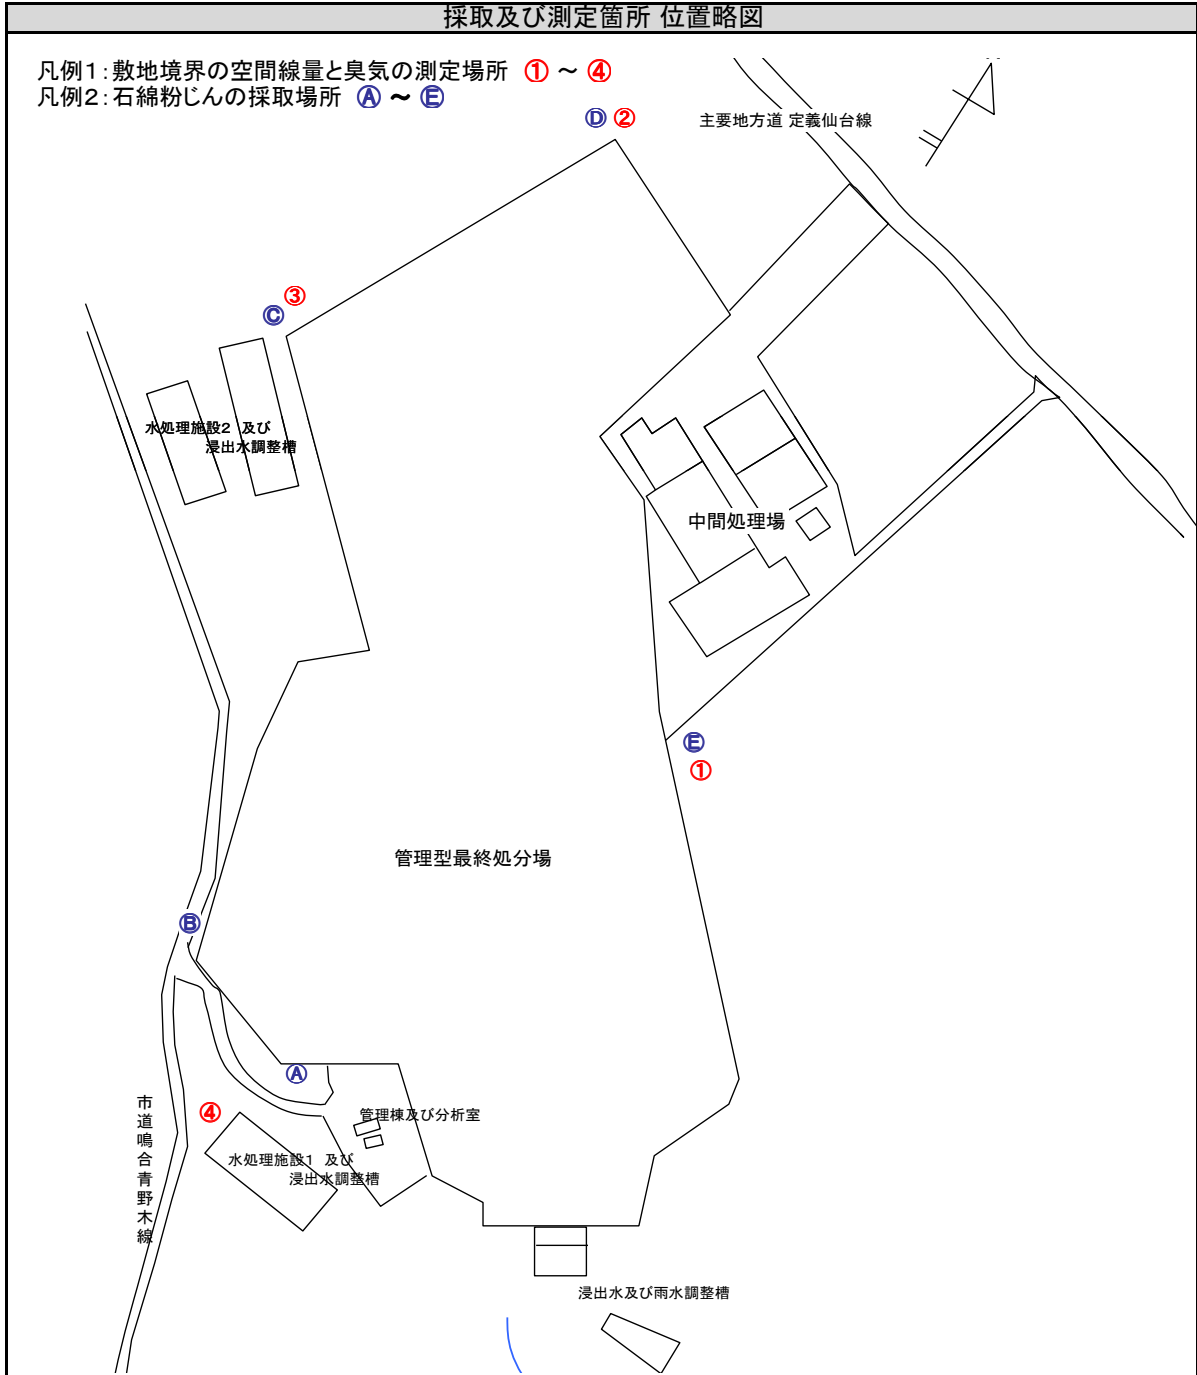 採取及び測定箇所 位置略図
凡例1:敷地境界の空間線量と臭気の測定場所 ① ~ ④
凡例2:石綿粉じんの採取場所 Ⓐ ~ Ⓔ
Ⓓ ②
主要地方道 定義仙台線
③
Ⓒ
水処理施設2 及び
浸出水調整槽
中間処理場
Ⓔ
①
管理型最終処分場
Ⓑ
Ⓐ
④
管理棟及び分析室
水処理施設1 及び
浸出水調整槽
市道鳴合青野木線
浸出水及び雨水調整槽